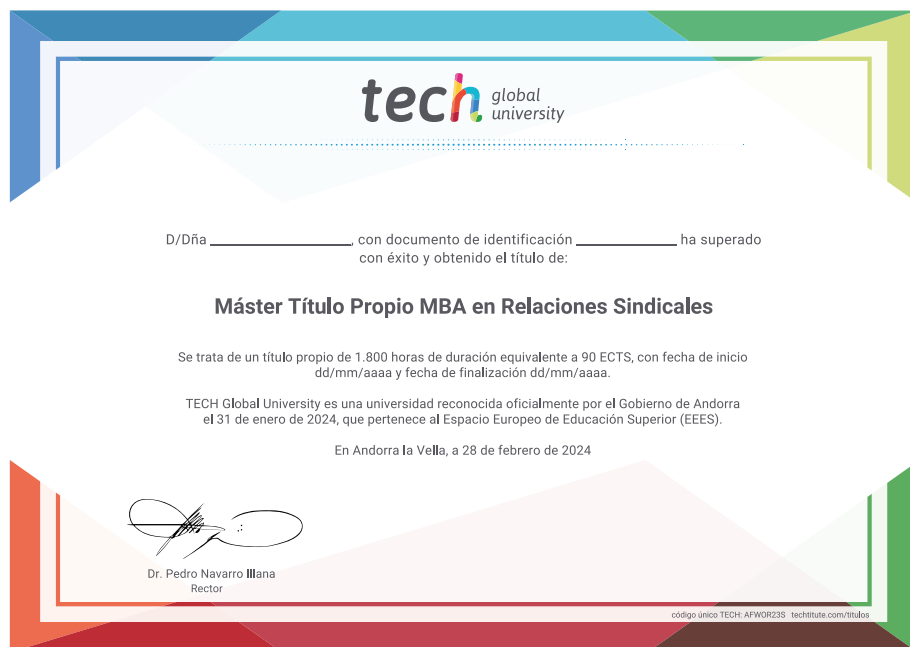 tech global university
D/Dña ____________, con documento de identificación ____________ ha superado
con éxito y obtenido el título de:
Máster Título Propio MBA en Relaciones Sindicales
Se trata de un título propio de 1.800 horas de duración equivalente a 90 ECTS, con fecha de inicio
dd/mm/aaaa y fecha de finalización dd/mm/aaaa.
TECH Global University es una universidad reconocida oficialmente por el Gobierno de Andorra
el 31 de enero de 2024, que pertenece al Espacio Europeo de Educación Superior (EEES).
En Andorra la Vella, a 28 de febrero de 2024
Dr. Pedro Navarro Illana
Rector
código único TECH: AFWOR23S techtitute.com/titulos